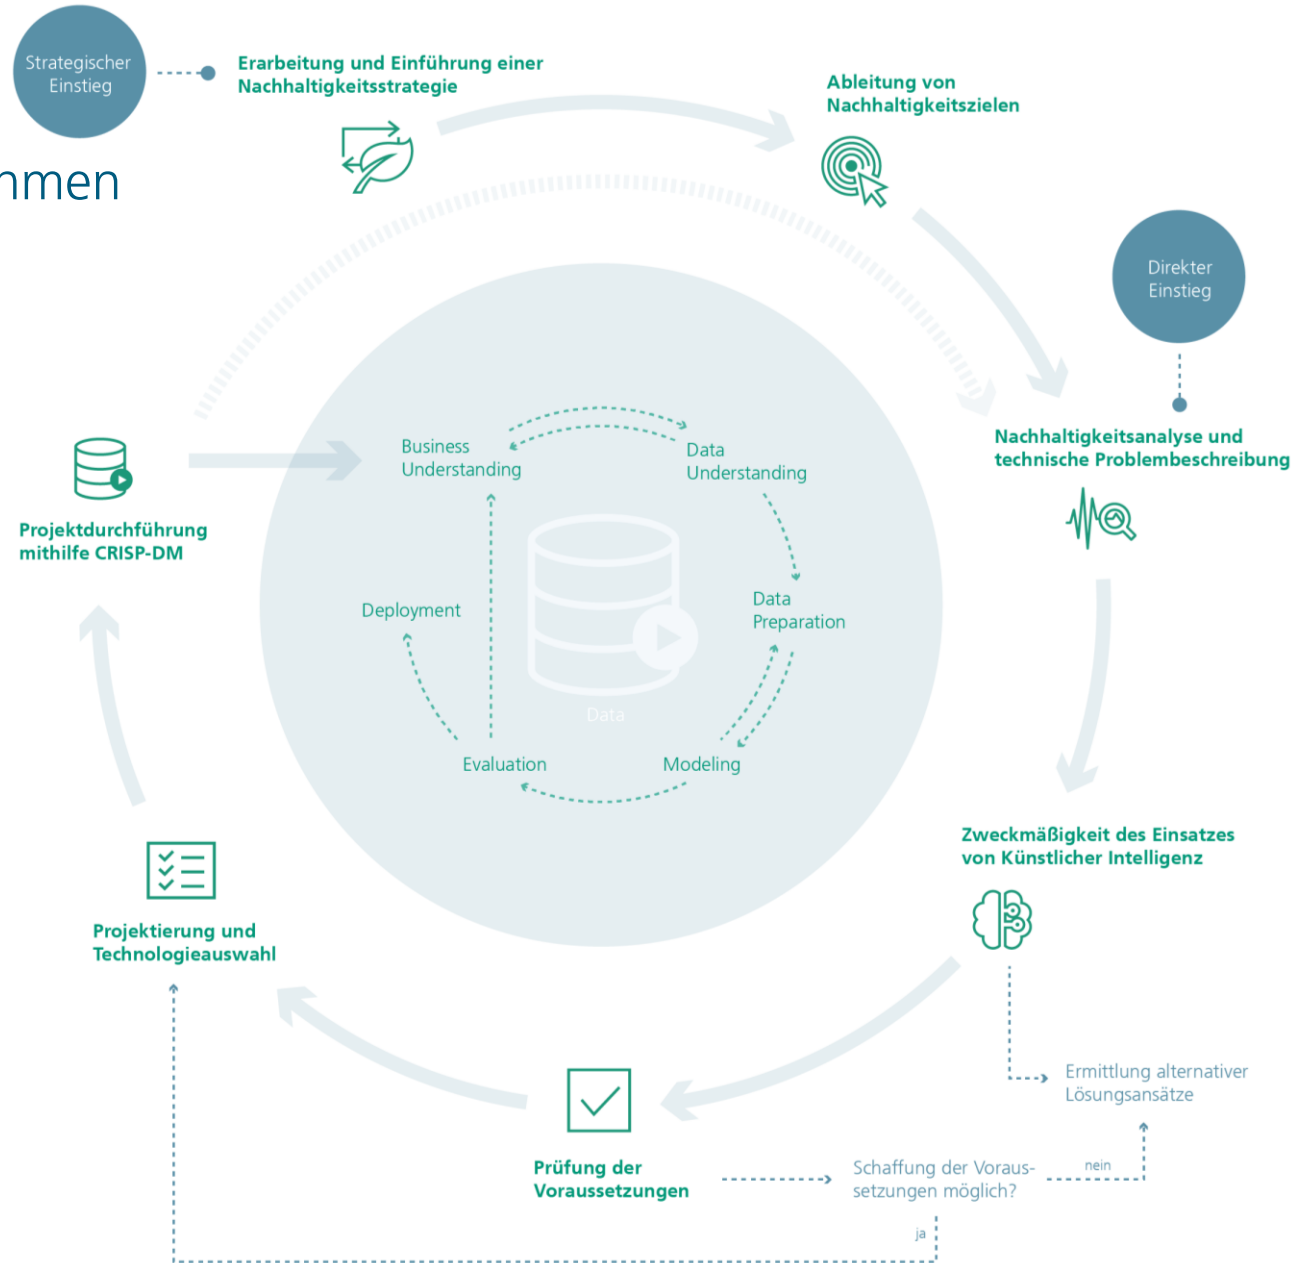 Strategischer
Einstieg
Erarbeitung und Einführung einer
Nachhaltigkeitsstrategie
Ableitung von
Nachhaltigkeitszielen
hmen
Direkter
Einstieg
Nachhaltigkeitsanalyse und
technische Problembeschreibung
Business
Understanding
Data
Understanding
Projektdurchführung
mithilfe CRISP-DM
Deployment
Data
Preparation
Data
Evaluation
Modeling
Zweckmäßigkeit des Einsatzes
von Künstlicher Intelligenz
Projektierung und
Technologieauswahl
Ermittlung alternativer
Lösungsansätze
Prüfung der
Voraussetzungen
Schaffung der Voraus-
setzungen möglich?
nein
ja